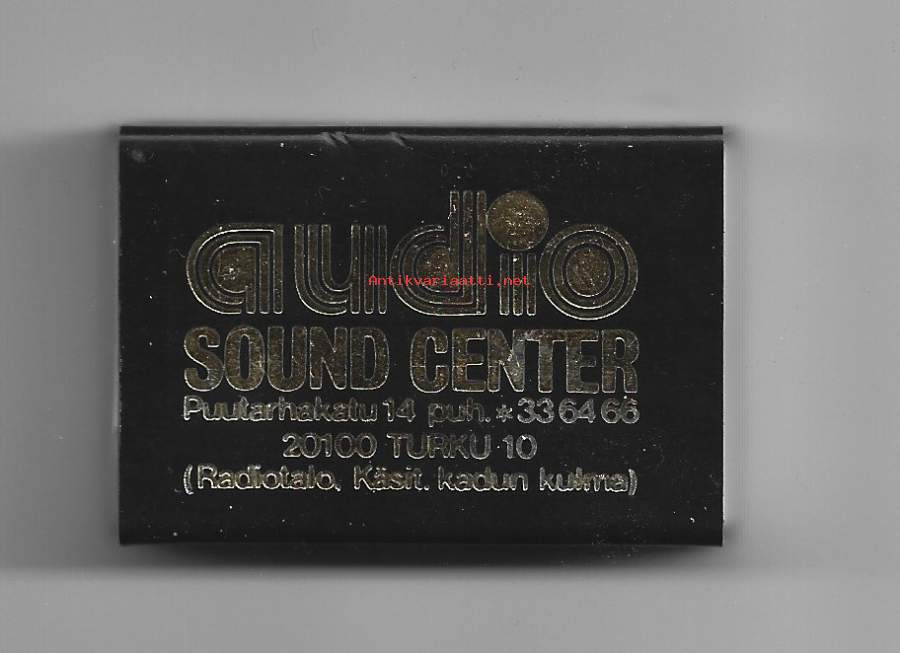 audio
Antikvariaatti.net
SOUND CENTER
Puutarhakatu 14 puh. *33 64 66
20100 TURKU 10
(Radiotalo, Käsit. kadun kulma)